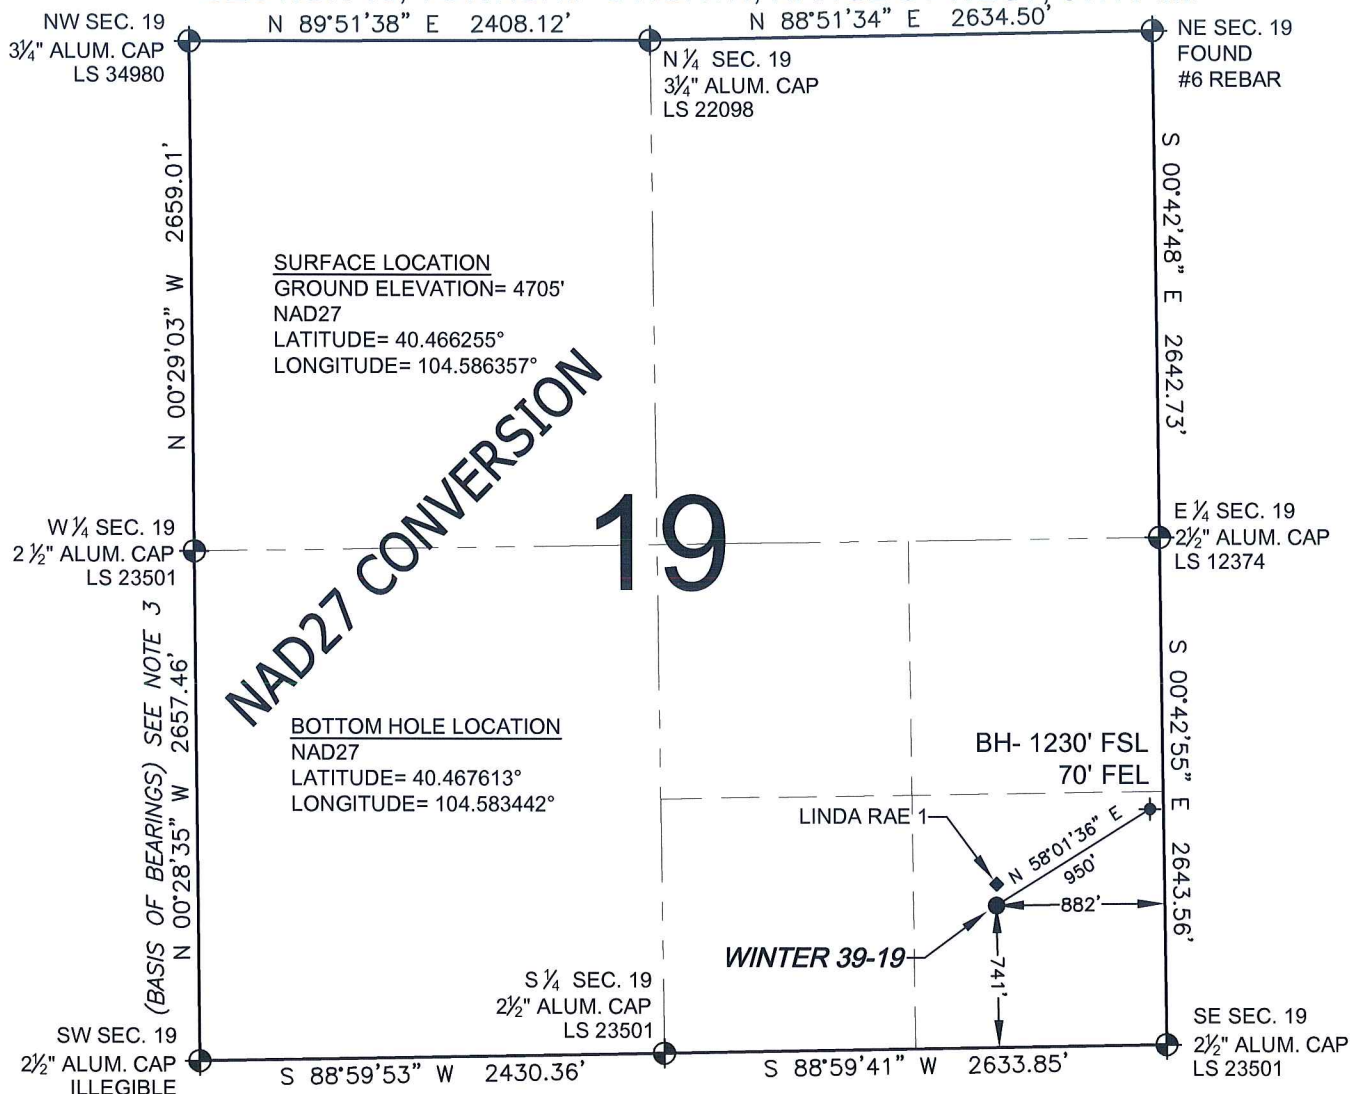 NW SEC. 19
3¼" ALUM. CAP
LS 34980
N 89°51'38" E 2408.12'
N ¼ SEC. 19
3¼" ALUM. CAP
LS 22098
N 88°51'34" E 2634.50'
NE SEC. 19
FOUND
#6 REBAR
N 00°29'03" W 2659.01'
S 00°42'48" E 2642.73'
SURFACE LOCATION
GROUND ELEVATION= 4705'
NAD27
LATITUDE= 40.466255°
LONGITUDE= 104.586357°
NAD27 CONVERSION
19
W ¼ SEC. 19
2 ½" ALUM. CAP
LS 23501
E ¼ SEC. 19
2½" ALUM. CAP
LS 12374
(BASIS OF BEARINGS) SEE NOTE 3
N 00°28'35" W 2657.46'
S 00°42'55" E 2643.56'
BOTTOM HOLE LOCATION
NAD27
LATITUDE= 40.467613°
LONGITUDE= 104.583442°
BH- 1230' FSL
70' FEL
LINDA RAE 1
N 58°01'36" E
950'
882'
WINTER 39-19
741'
SW SEC. 19
2½" ALUM. CAP
ILLEGIBLE
S 88°59'53" W 2430.36'
S ¼ SEC. 19
2½" ALUM. CAP
LS 23501
S 88°59'41" W 2633.85'
SE SEC. 19
2½" ALUM. CAP
LS 23501